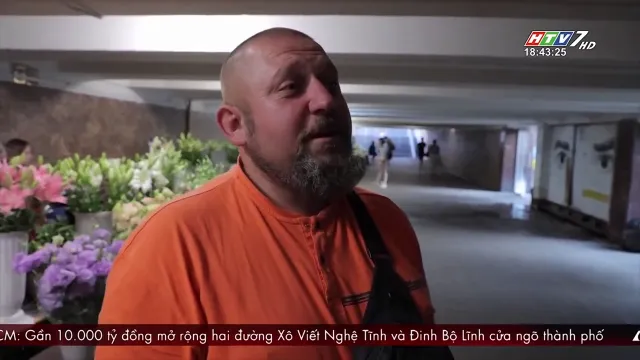 HTV7 HD
18:43:25
CM: Gần 10.000 tỷ đồng mở rộng hai đường Xô Viết Nghệ Tĩnh và Đinh Bộ Lĩnh cửa ngõ thành phố